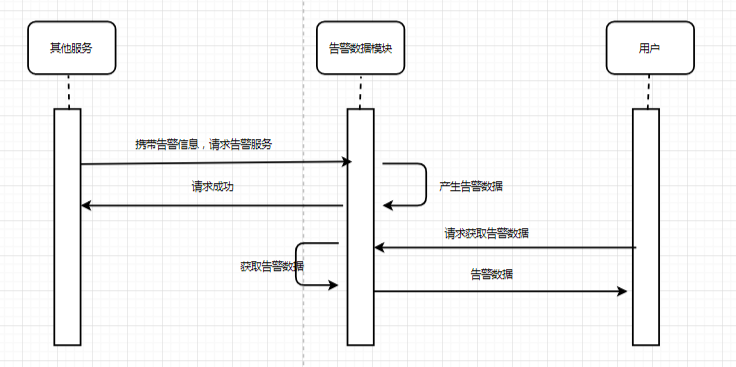 其他服务
告警数据模块
用户
携带告警信息，请求告警服务
请求成功
产生告警数据
请求获取告警数据
获取告警数据
告警数据